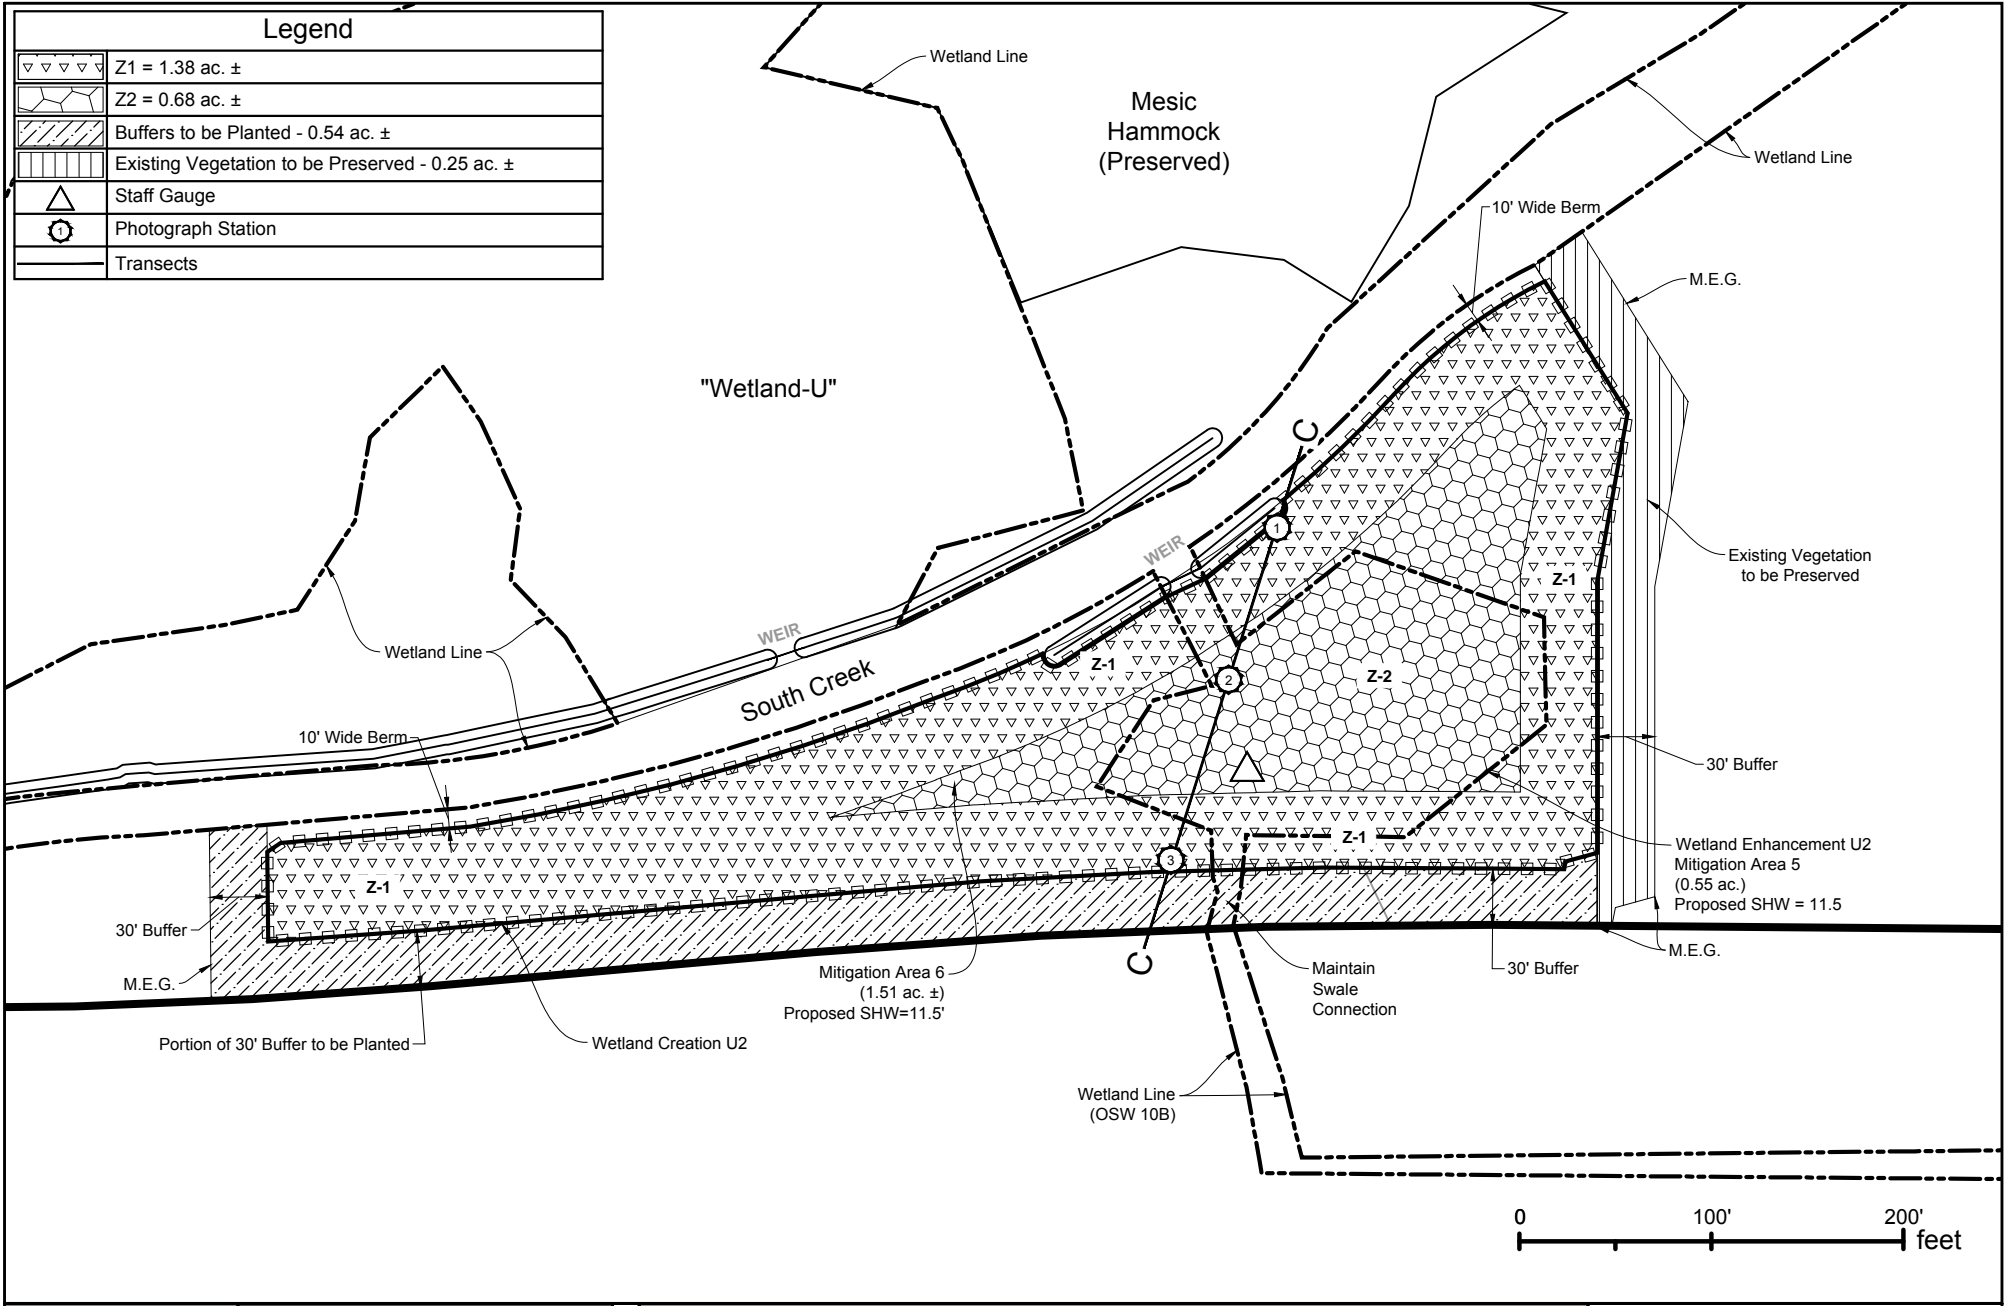 Legend
Z1 = 1.38 ac. ±
Z2 = 0.68 ac. ±
Buffers to be Planted - 0.54 ac. ±
Existing Vegetation to be Preserved - 0.25 ac. ±
Staff Gauge
1
Photograph Station
Transects
Wetland Line
Mesic
Hammock
(Preserved)
Wetland Line
10' Wide Berm
M.E.G.
"Wetland-U"
C
WEIR
1
Existing Vegetation
to be Preserved
Z-1
WEIR
Wetland Line
South Creek
Z-1
2
Z-2
10' Wide Berm
30' Buffer
Z-1
Wetland Enhancement U2
Mitigation Area 5
(0.55 ac.)
Proposed SHW = 11.5
3
Z-1
30' Buffer
M.E.G.
C
Mitigation Area 6
(1.51 ac. ±)
Proposed SHW=11.5'
Maintain
Swale
Connection
30' Buffer
M.E.G.
Portion of 30' Buffer to be Planted
Wetland Creation U2
Wetland Line
(OSW 10B)
0 100' 200'
feet